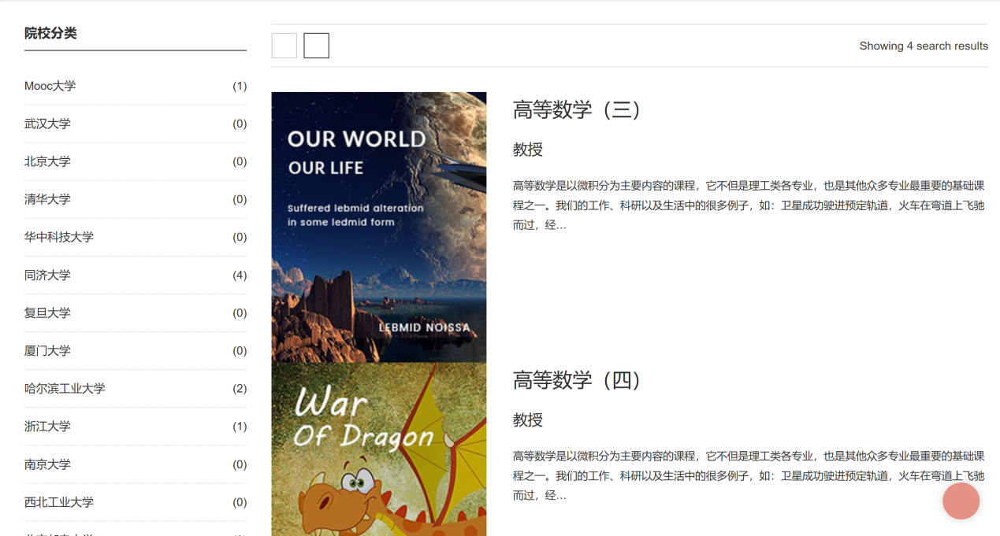 院校分类
Mooc大学 (1)
武汉大学 (0)
北京大学 (0)
清华大学 (0)
华中科技大学 (0)
同济大学 (4)
复旦大学 (0)
厦门大学 (0)
哈尔滨工业大学 (2)
浙江大学 (1)
南京大学 (0)
西北工业大学 (0)
Showing 4 search results
OUR WORLD
OUR LIFE
Suffered lebmid alteration
in some ledmid form
LEBMID NOISSA
高等数学（三）
教授
高等数学是以微积分为主要内容的课程，它不但是理工类各专业，也是其他众多专业最重要的基础课
程之一。我们的工作、科研以及生活中的很多例子，如：卫星成功驶进预定轨道，火车在弯道上飞驰
而过，经…
War
Of Dragon
高等数学（四）
教授
高等数学是以微积分为主要内容的课程，它不但是理工类各专业，也是其他众多专业最重要的基础课
程之一。我们的工作、科研以及生活中的很多例子，如：卫星成功驶进预定轨道，火车在弯道上飞驰
而过，经…